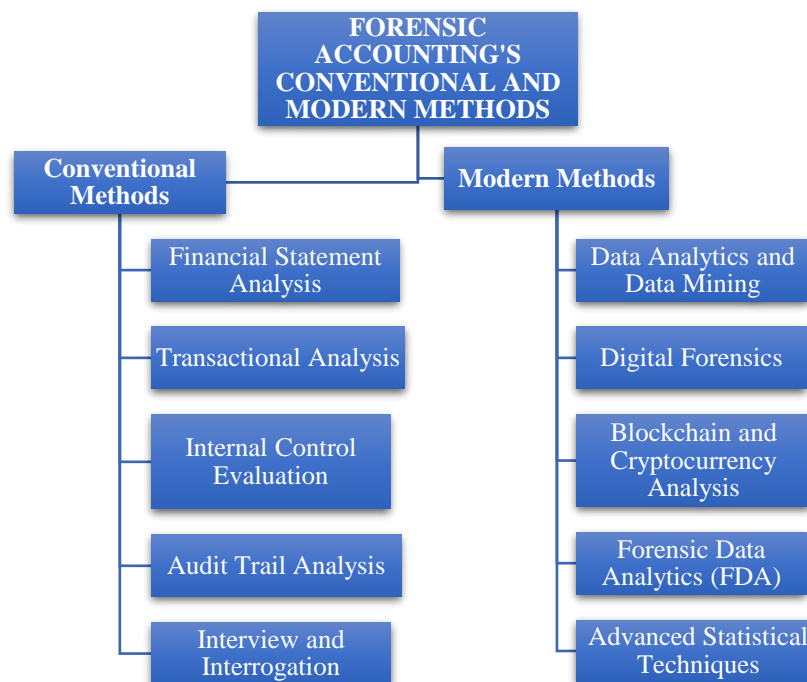 FORENSIC
ACCOUNTING'S
CONVENTIONAL AND
MODERN METHODS
Conventional
Methods
Financial Statement
Analysis
Transactional Analysis
Internal Control
Evaluation
Audit Trail Analysis
Interview and
Interrogation
Modern Methods
Data Analytics and
Data Mining
Digital Forensics
Blockchain and
Cryptocurrency
Analysis
Forensic Data
Analytics (FDA)
Advanced Statistical
Techniques